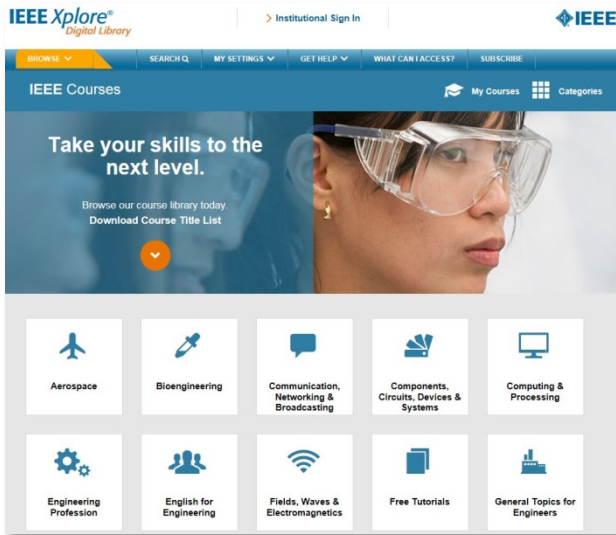 IEEE Xplore®
Digital Library
Institutional Sign In
IEEE
BROWSE
SEARCH
MY SETTINGS
GET HELP
WHAT CAN I ACCESS?
SUBSCRIBE
IEEE Courses
My Courses
Categories
Take your skills to the
next level.
Browse our course library today.
Download Course Title List
Aerospace
Bioengineering
Communication,
Networking &
Broadcasting
Components,
Circuits, Devices &
Systems
Computing &
Processing
Engineering
Profession
English for
Engineering
Fields, Waves &
Electromagnetics
Free Tutorials
General Topics for
Engineers